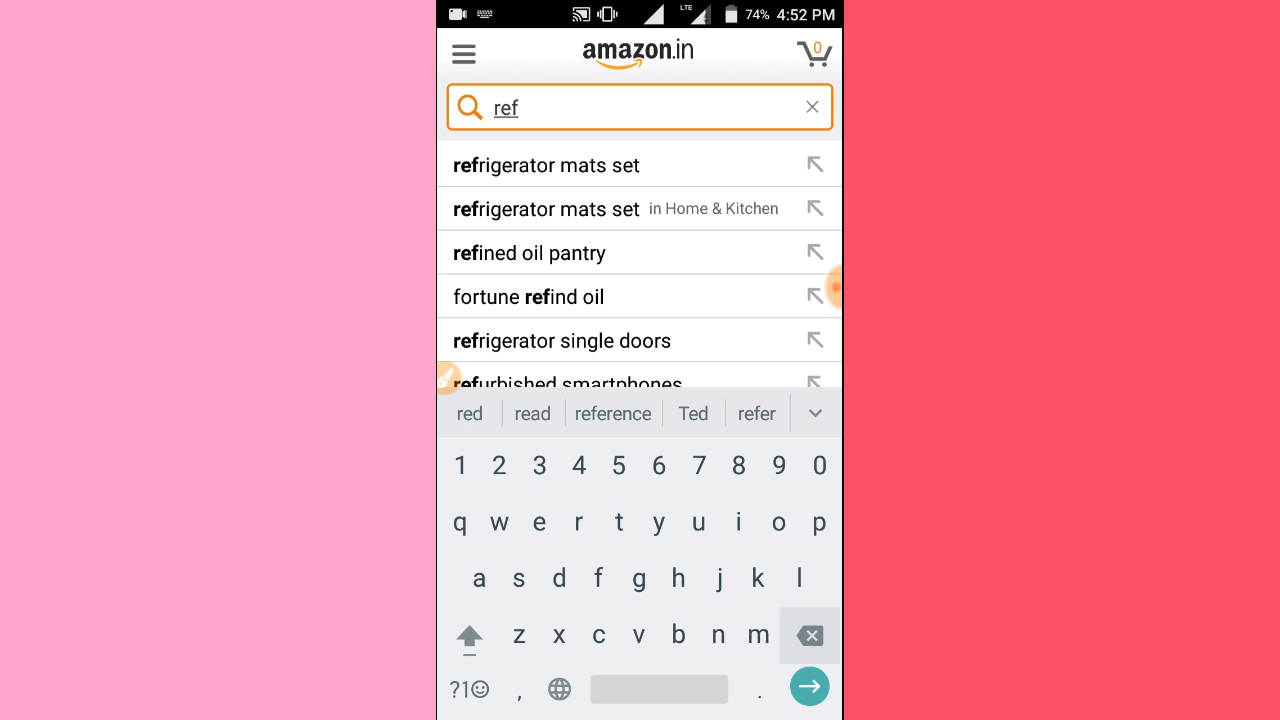 LTE 74% 4:52 PM
amazon.in 0
ref
refrigerator mats set
refrigerator mats set in Home & Kitchen
refined oil pantry
fortune refind oil
refrigerator single doors
refurbished smartphones
red read reference Ted refer
1 2 3 4 5 6 7 8 9 0
q w e r t y u i o p
a s d f g h j k l
z x c v b n m
?1☺ , .